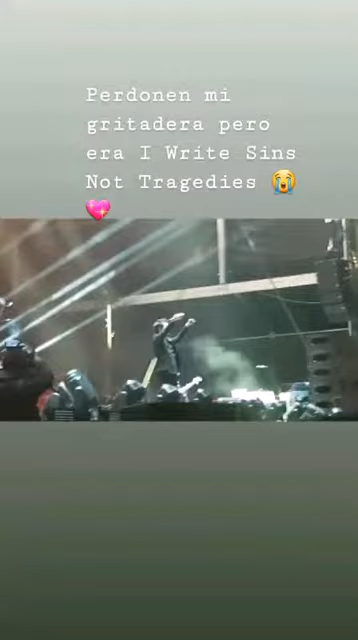 Perdonen mi
gritadera pero
era I Write Sins
Not Tragedies 😭
💖